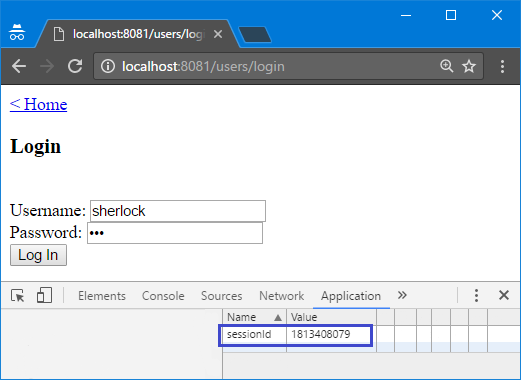 localhost:8081/users/log
localhost:8081/users/login
< Home
Login
Username: sherlock
Password: •••
Log In
Elements Console Sources Network Application »
Name Value
sessionId 1813408079